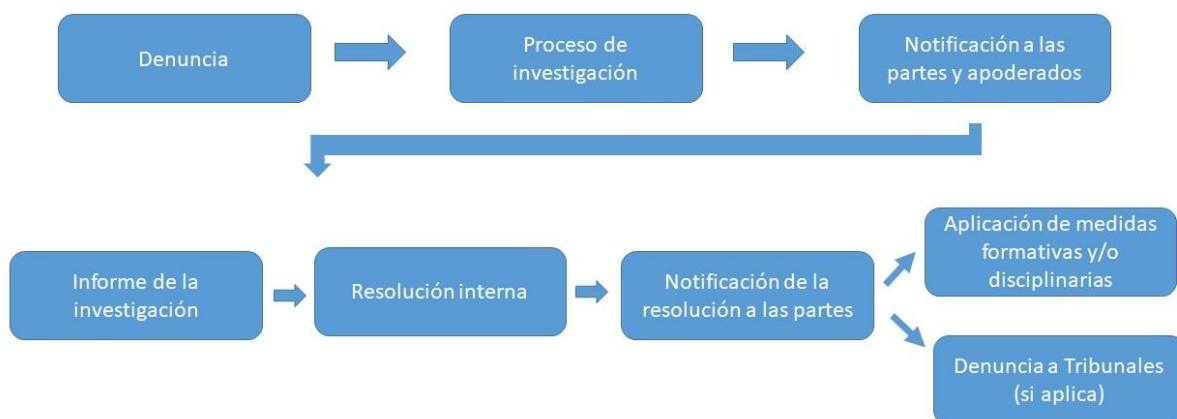 Denuncia
Proceso de
investigación
Notificación a las
partes y apoderados
Informe de la
investigación
Resolución interna
Notificación de la
resolución a las partes
Aplicación de medidas
formativas y/o
disciplinarias
Denuncia a Tribunales
(si aplica)